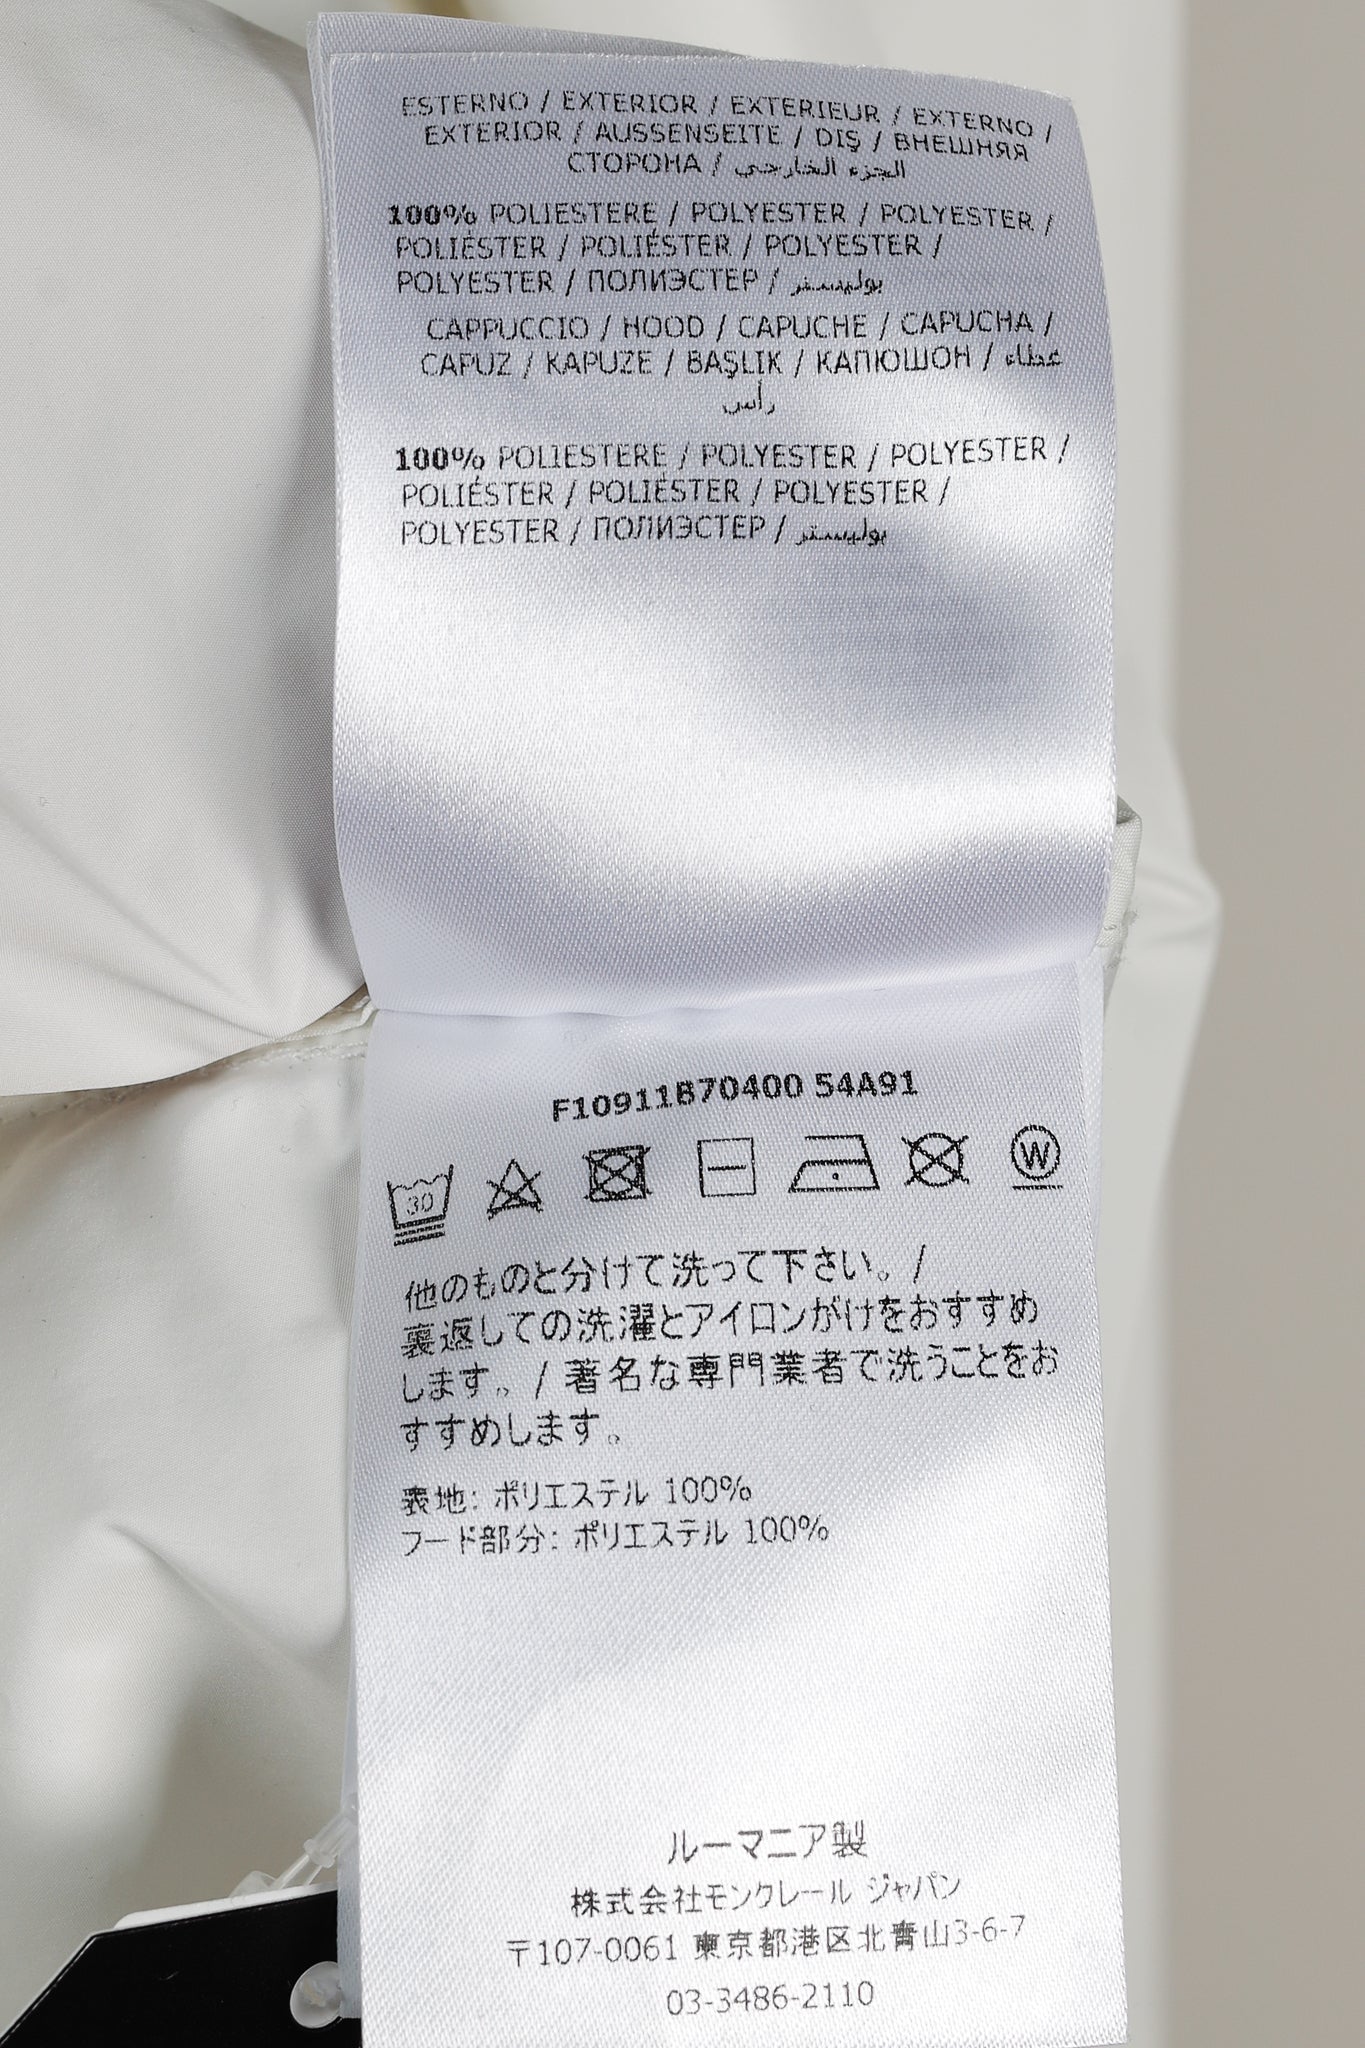 ESTERNO / EXTERIOR / EXTERIEUR / EXTERNO /
EXTERIOR / AUSSENSEITE / DIŞ / ВНЕШНЯЯ
СТОРОНА / الجزء الخارجي
100% POLIESTERE / POLYESTER / POLYESTER /
POLIÉSTER / POLIÉSTER / POLYESTER /
POLYESTER / ПОЛИЭСТЕР / بوليستر
CAPPUCCIO / HOOD / CAPUCHE / CAPUCHA /
CAPUZ / KAPUZE / BAŞLIK / КАПЮШОН / غطاء
رأس
100% POLIESTERE / POLYESTER / POLYESTER /
POLIÉSTER / POLIÉSTER / POLYESTER /
POLYESTER / ПОЛИЭСТЕР / بوليستر
F10911B70400 54A91
30 W
他のものと分けて洗って下さい。/
裏返しての洗濯とアイロンがけをおすすめ
します。/ 著名な専門業者で洗うことをお
すすめします。
表地: ポリエステル 100%
フード部分: ポリエステル 100%
ルーマニア製
株式会社モンクレール ジャパン
〒107-0061 東京都港区北青山3-6-7
03-3486-2110